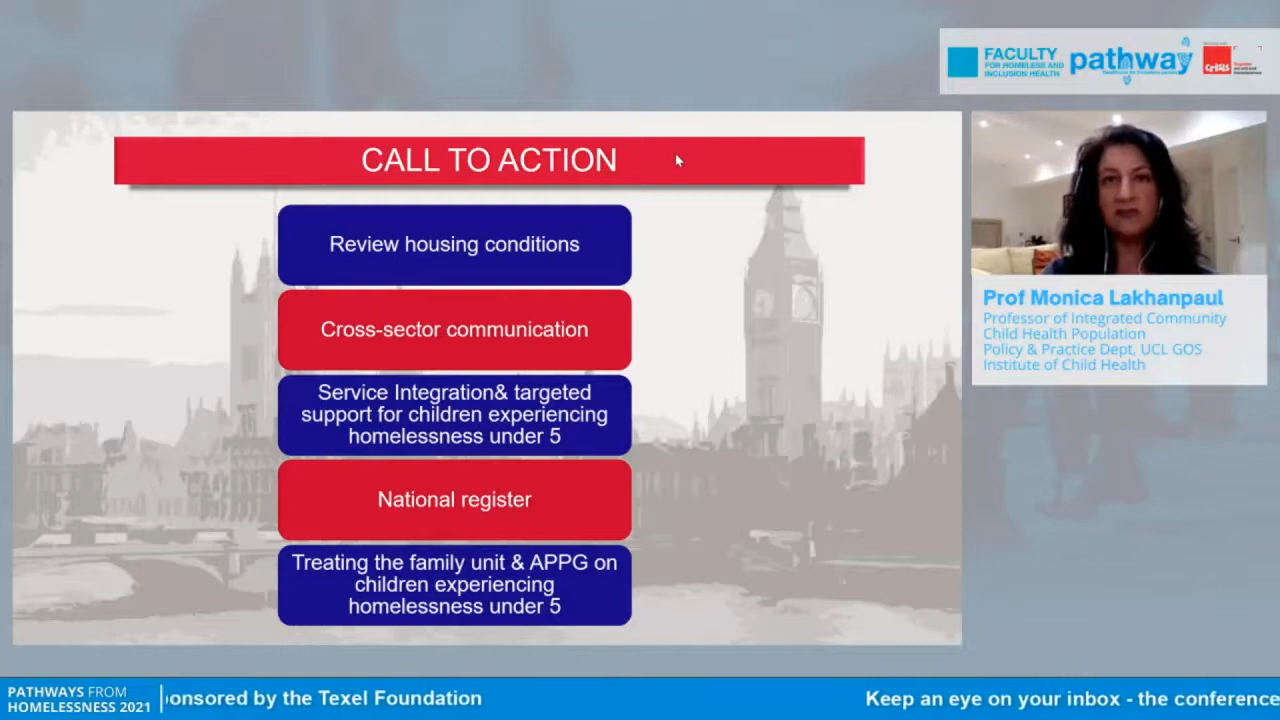 FACULTY
FOR HOMELESS AND
INCLUSION HEALTH
pathway
CRISIS
CALL TO ACTION
Review housing conditions
Cross-sector communication
Service Integration& targeted
support for children experiencing
homelessness under 5
National register
Treating the family unit & APPG on
children experiencing
homelessness under 5
Prof Monica Lakhanpaul
Professor of Integrated Community
Child Health Population
Policy & Practice Dept, UCL GOS
Institute of Child Health
PATHWAYS FROM
HOMELESSNESS 2021
onsored by the Texel Foundation
Keep an eye on your inbox - the conference